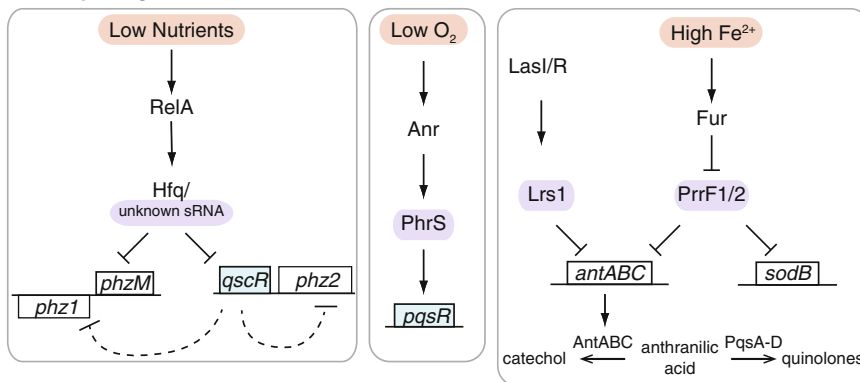 Low Nutrients
RelA
Hfq/
unknown sRNA
phzM
phz1
qscR
phz2
Low O₂
Anr
PhrS
pqsR
High Fe²⁺
LasI/R
Fur
Lrs1
PrrF1/2
antABC
sodB
AntABC
PqsA-D
catechol
anthranilic
acid
quinolones